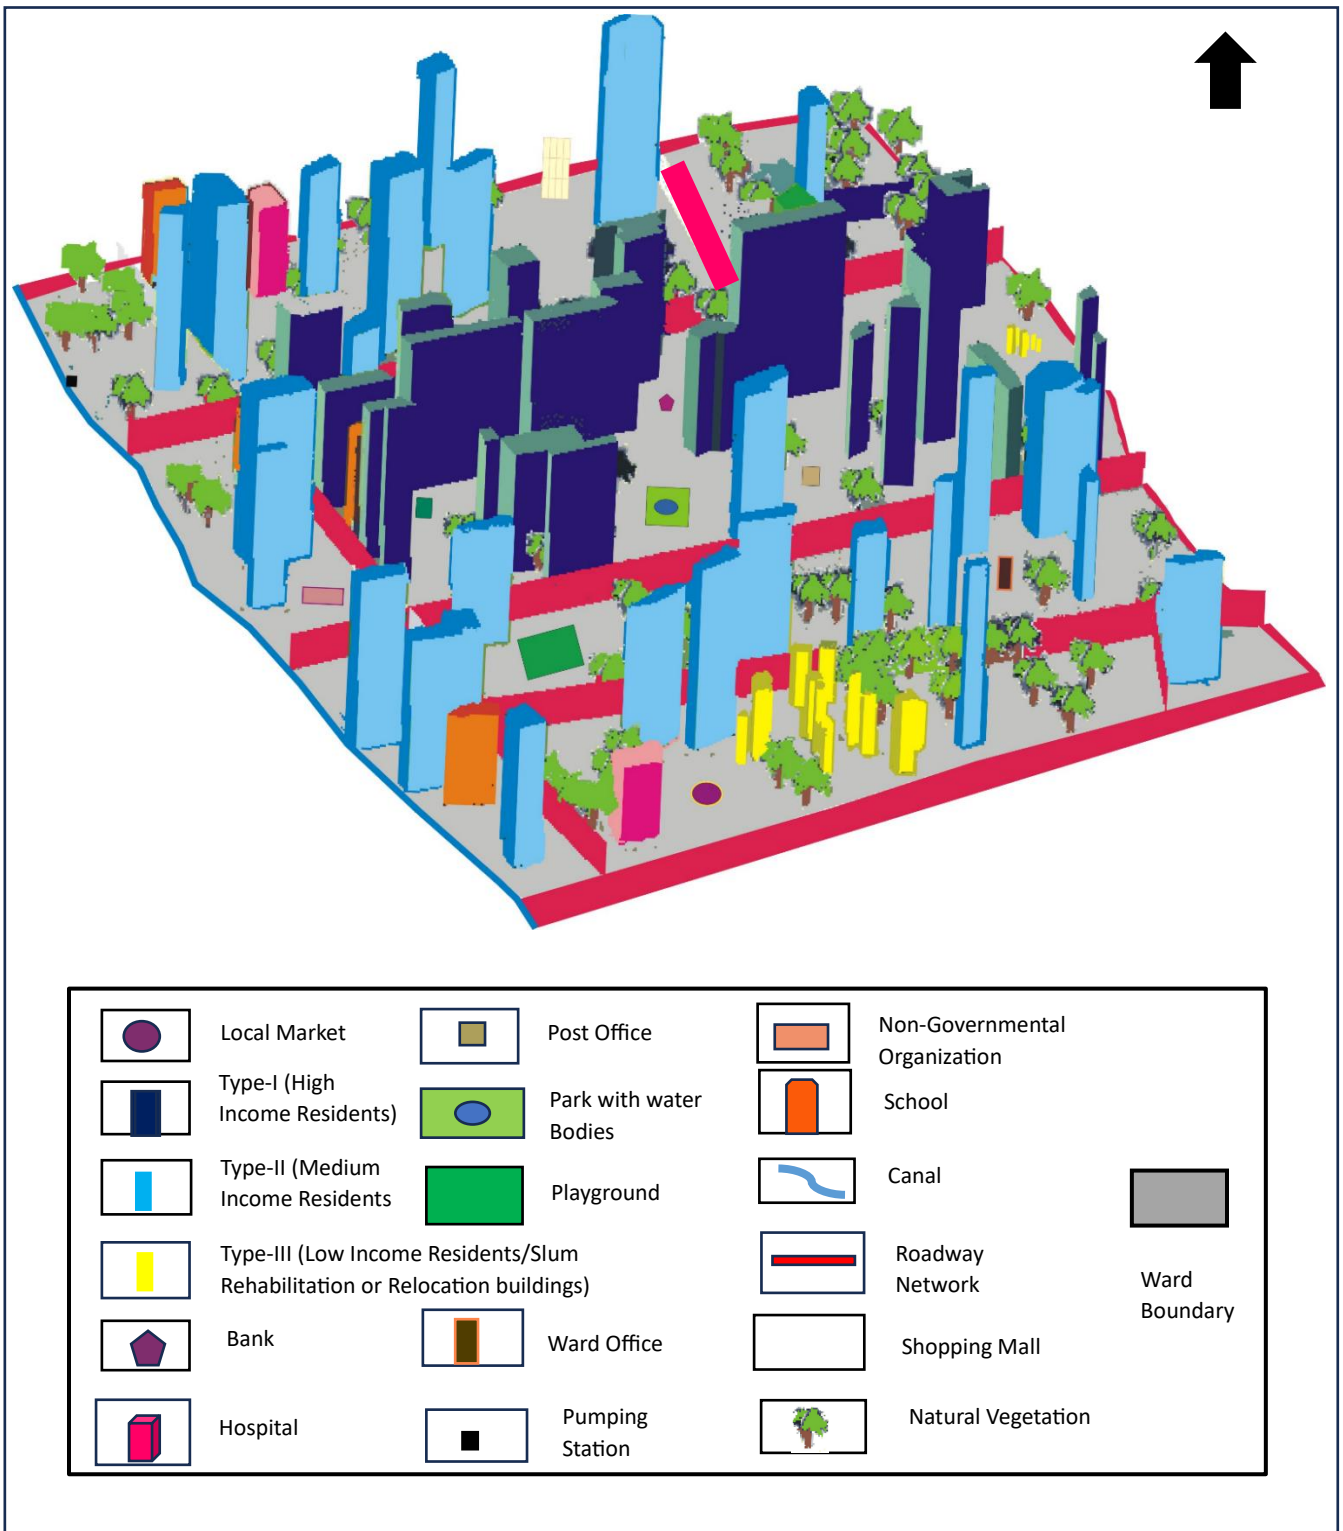 Local Market
Type-I (High
Income Residents)
Type-II (Medium
Income Residents
Type-III (Low Income Residents/Slum
Rehabilitation or Relocation buildings)
Bank
Hospital
Post Office
Park with water
Bodies
Playground
Ward Office
Pumping
Station
Non-Governmental
Organization
School
Canal
Roadway
Network
Shopping Mall
Natural Vegetation
Ward
Boundary